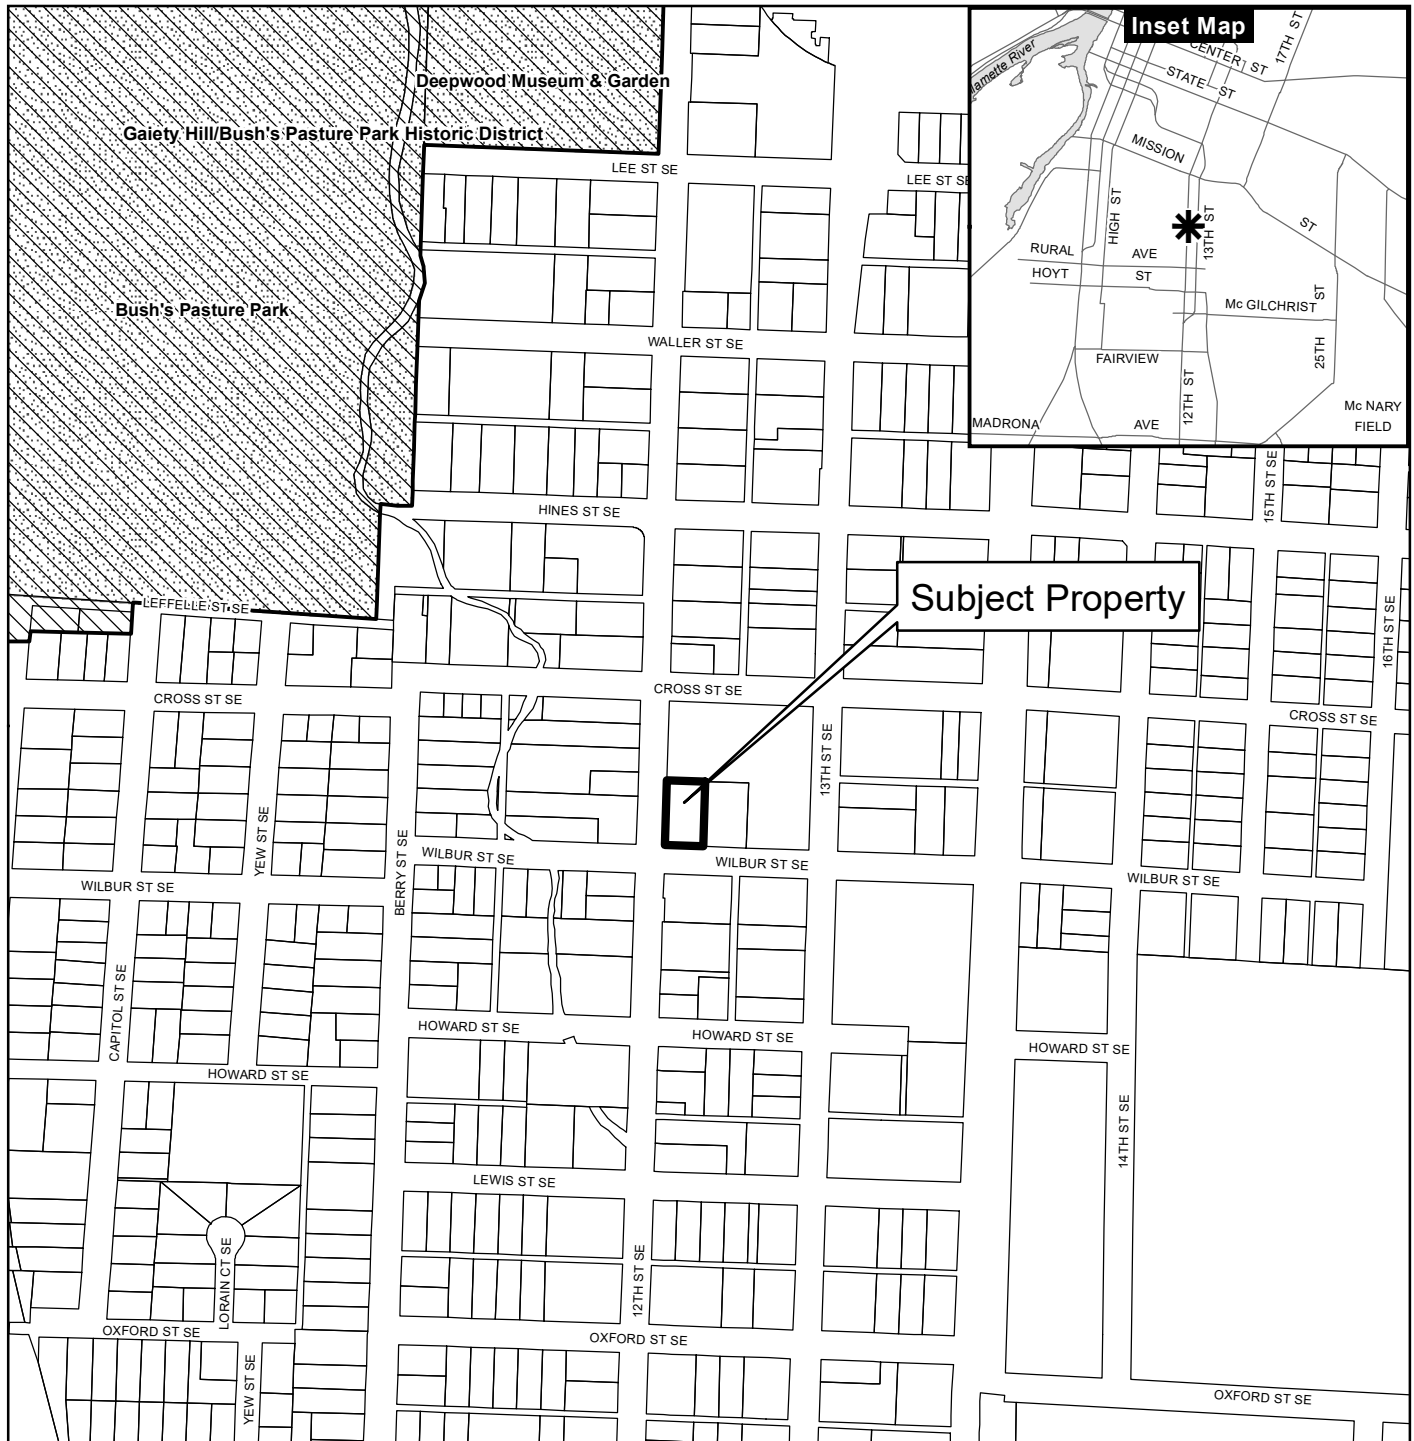 Inset Map
17TH ST
CENTER ST
STATE ST
lamette River
MISSION
ST
HIGH ST
13TH ST
RURAL AVE
HOYT ST
Mc GILCHRIST ST
25TH
FAIRVIEW
12TH ST
Mc NARY
FIELD
MADRONA AVE
Deepwood Museum & Garden
Gaiety Hill/Bush's Pasture Park Historic District
LEE ST SE
LEE ST SE
Bush's Pasture Park
WALLER ST SE
15TH ST SE
HINES ST SE
Subject Property
LEFFELLE ST SE
16TH ST SE
CROSS ST SE
CROSS ST SE
CROSS ST SE
13TH ST SE
YEW ST SE
BERRY ST SE
WILBUR ST SE
WILBUR ST SE
WILBUR ST SE
WILBUR ST SE
CAPITOL ST SE
HOWARD ST SE
HOWARD ST SE
HOWARD ST SE
HOWARD ST SE
14TH ST SE
LEWIS ST SE
LORAIN CT SE
12TH ST SE
OXFORD ST SE
OXFORD ST SE
YEW ST SE
OXFORD ST SE